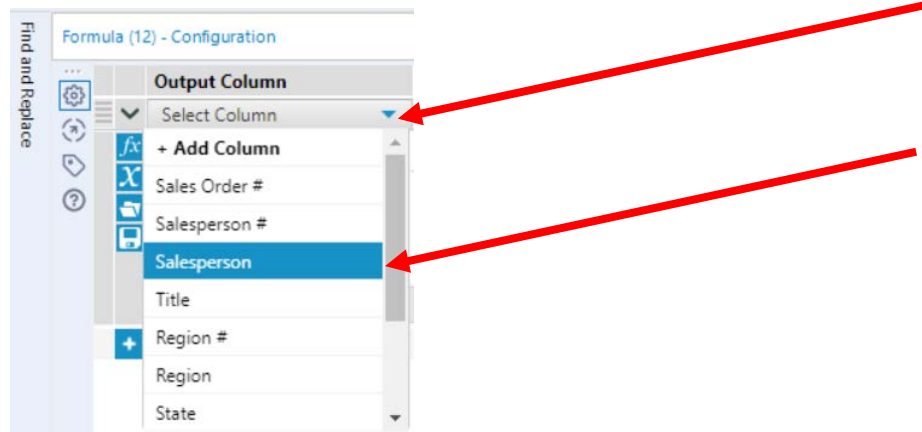 Find and Replace
Formula (12) - Configuration
Output Column
Select Column
fx
+ Add Column
X
Sales Order #
Salesperson #
Salesperson
Title
Region #
Region
State